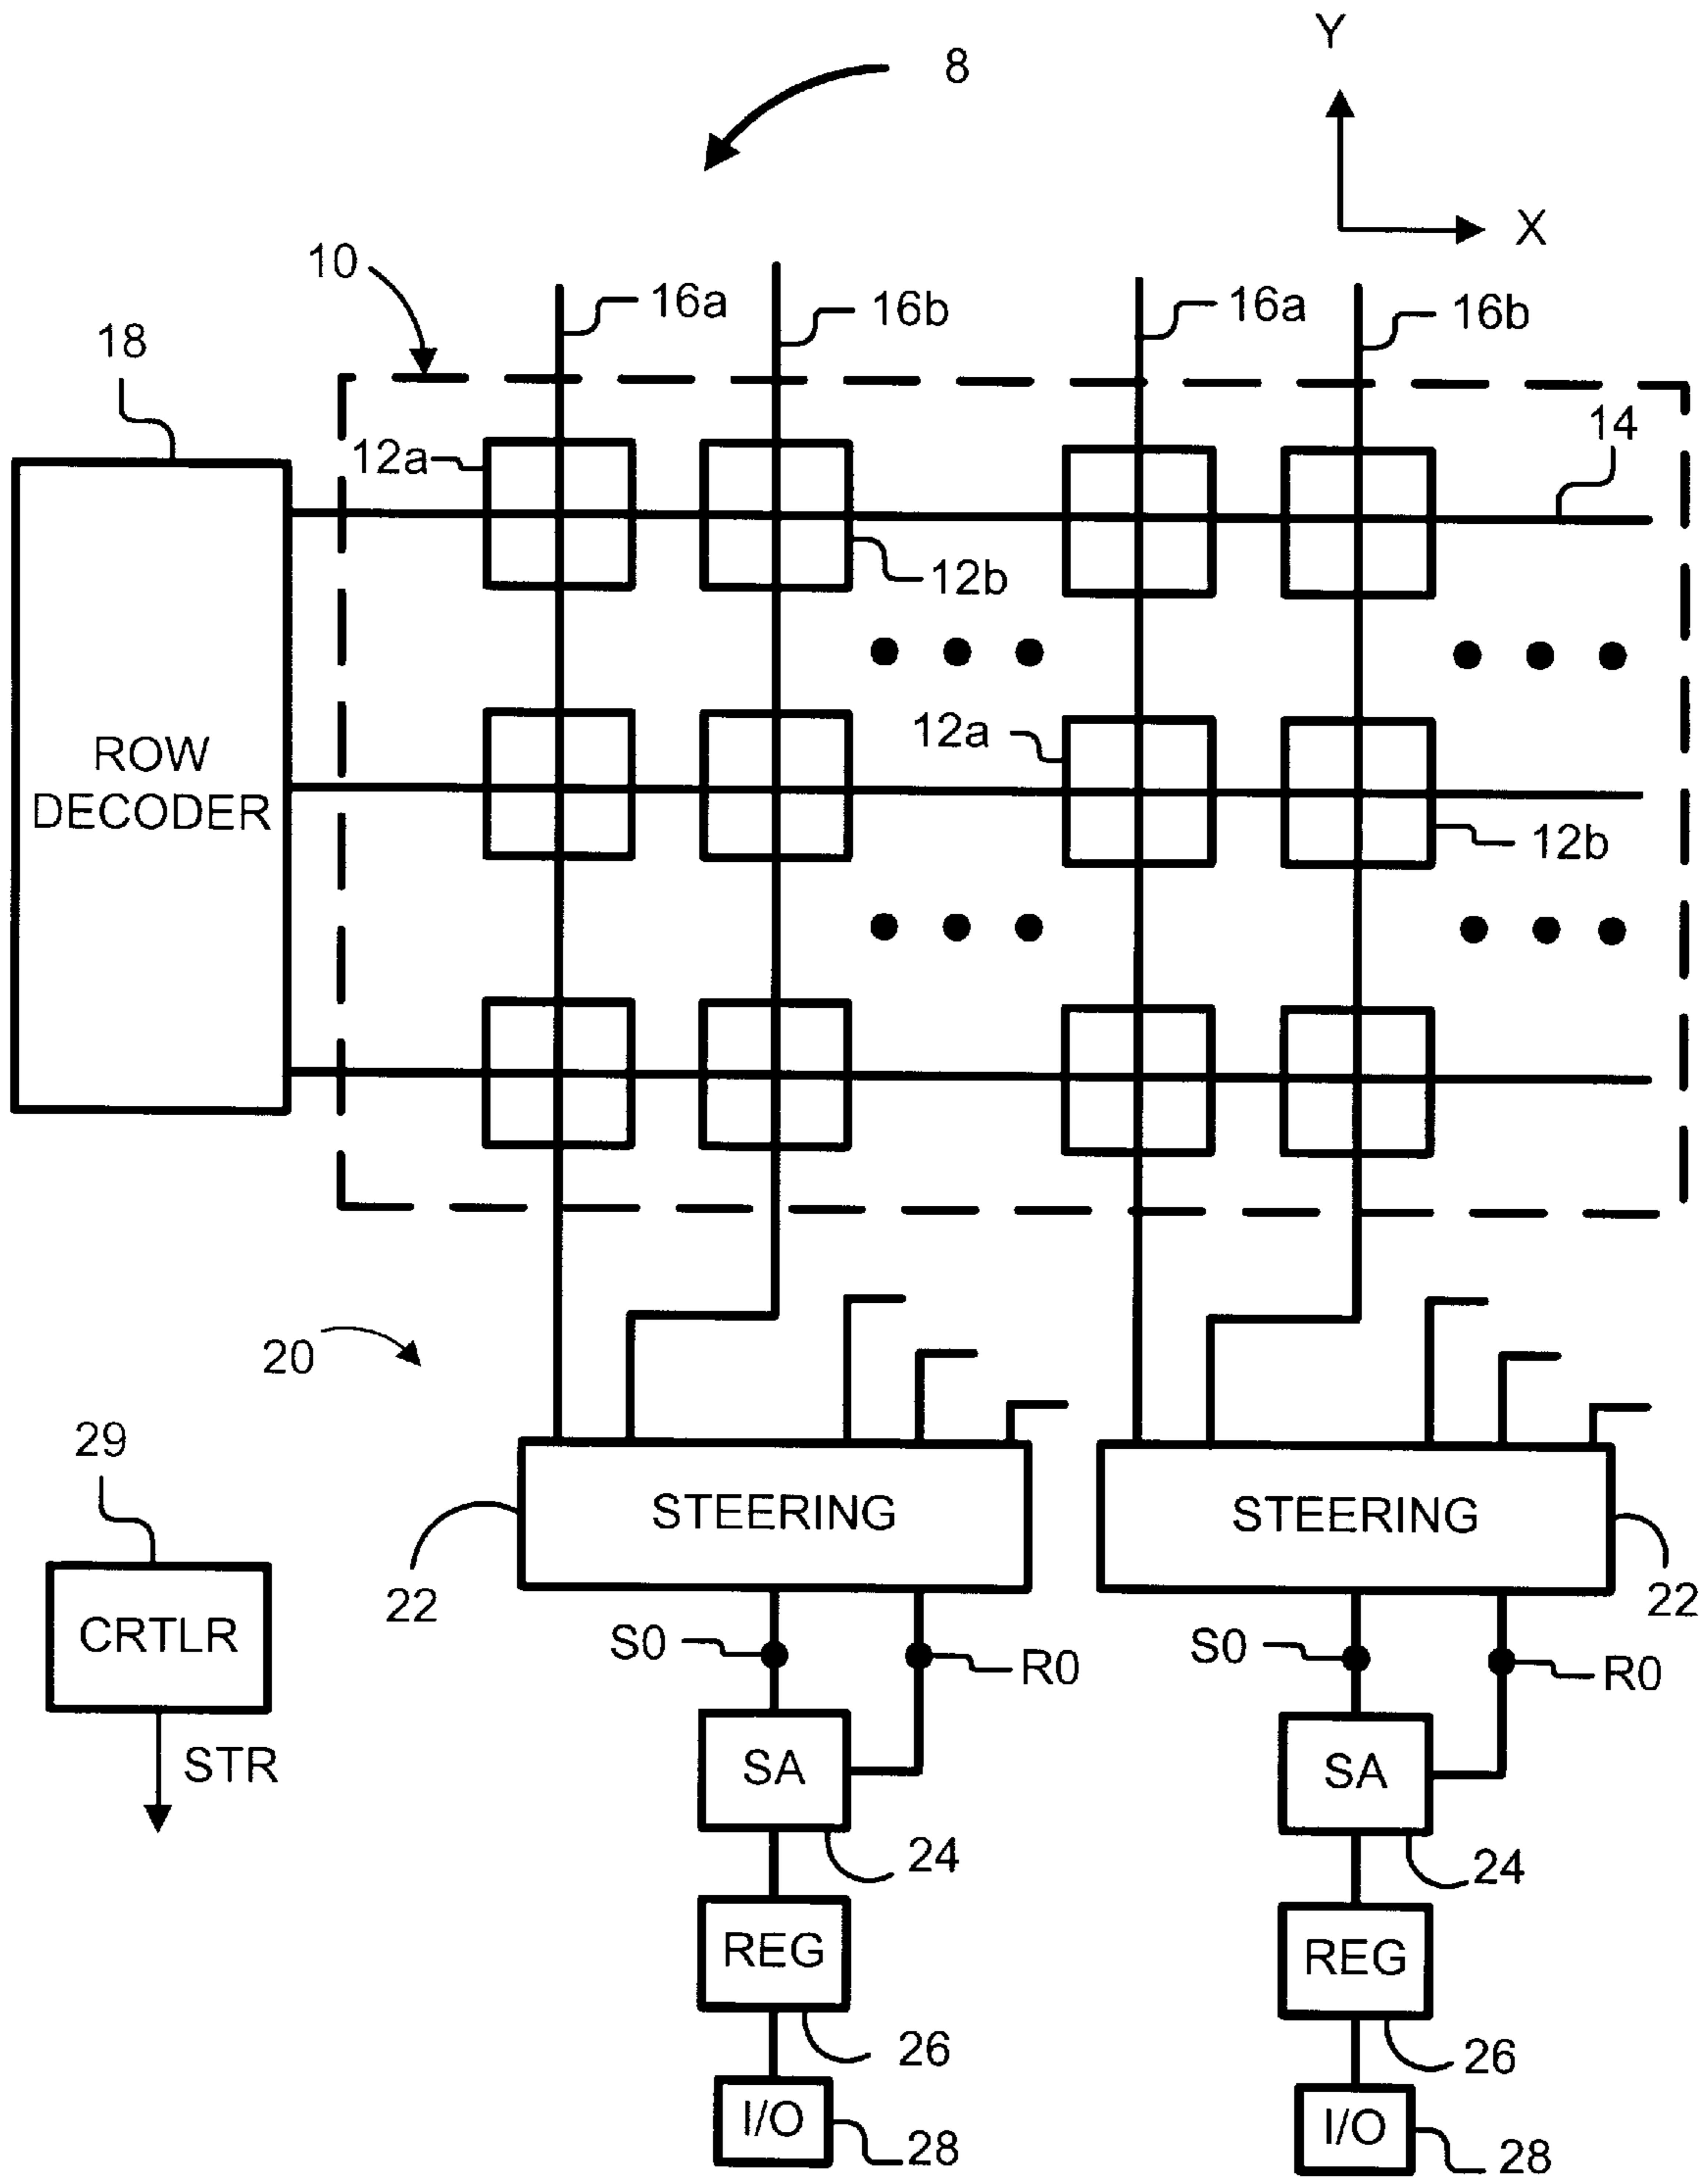 Y
8
X
10
16a
16b
16a
16b
18
14
12a
12b
12a
ROW
DECODER
12b
20
29
STEERING
STEERING
22
22
CRTLR
S0
R0
S0
R0
STR
SA
SA
24
24
REG
REG
26
26
I/O
I/O
28
28